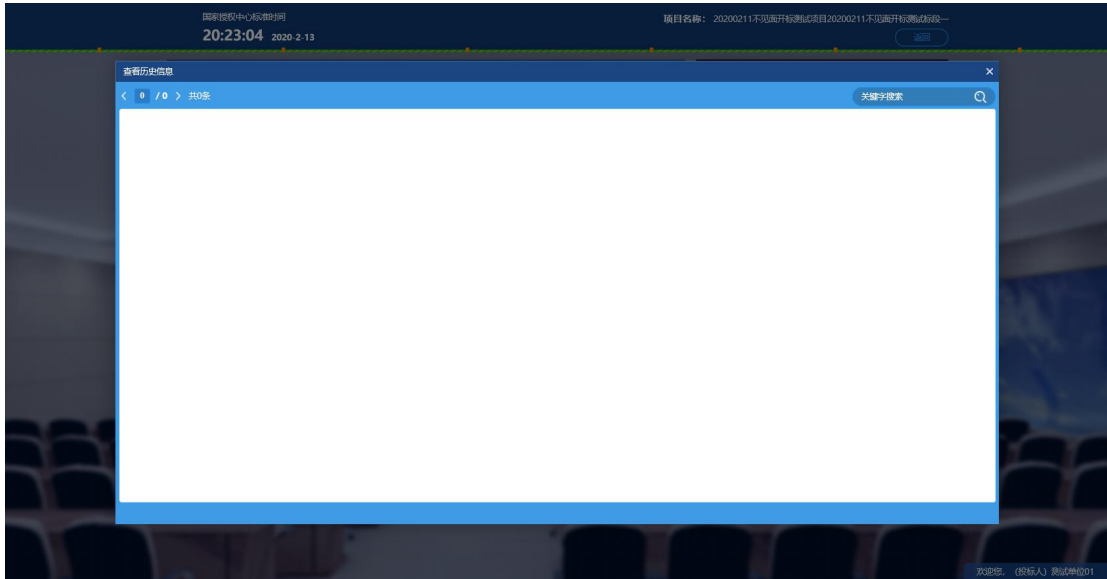 国家授权中心标准时间
20:23:04 2020-2-13
项目名称： 20200211不见面开标测试项目20200211不见面开标测试标段一
返回
查看历史信息
0 / 0 共0条
关键字搜索
欢迎您，（投标人）测试单位01